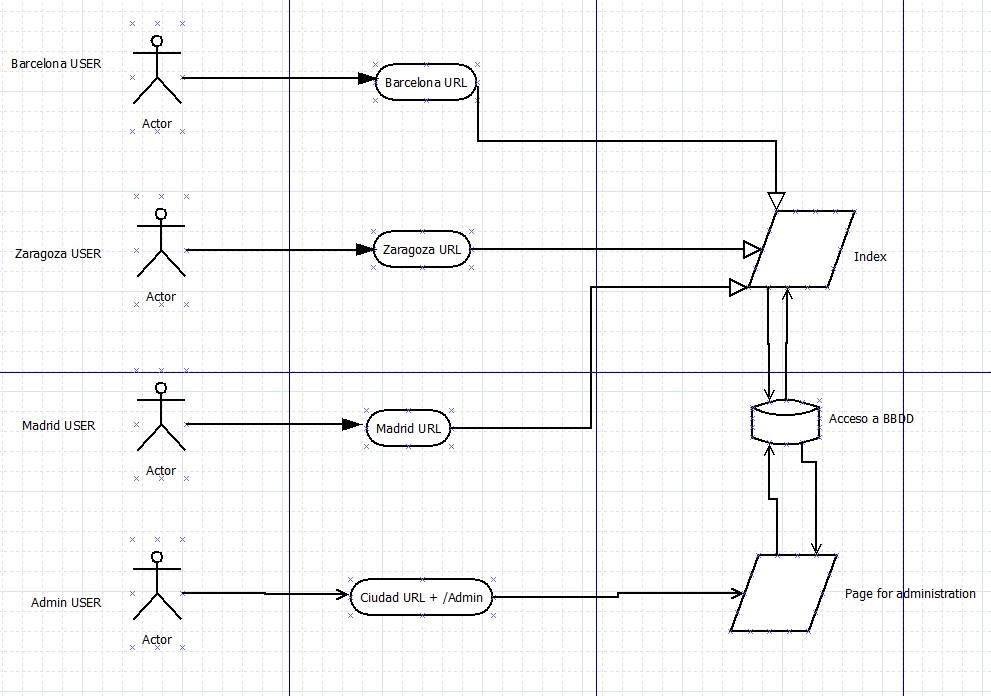 Barcelona USER
Actor
Barcelona URL
Zaragoza USER
Actor
Zaragoza URL
Index
Madrid USER
Actor
Madrid URL
Acceso a BBDD
Admin USER
Actor
Ciudad URL + /Admin
Page for administration